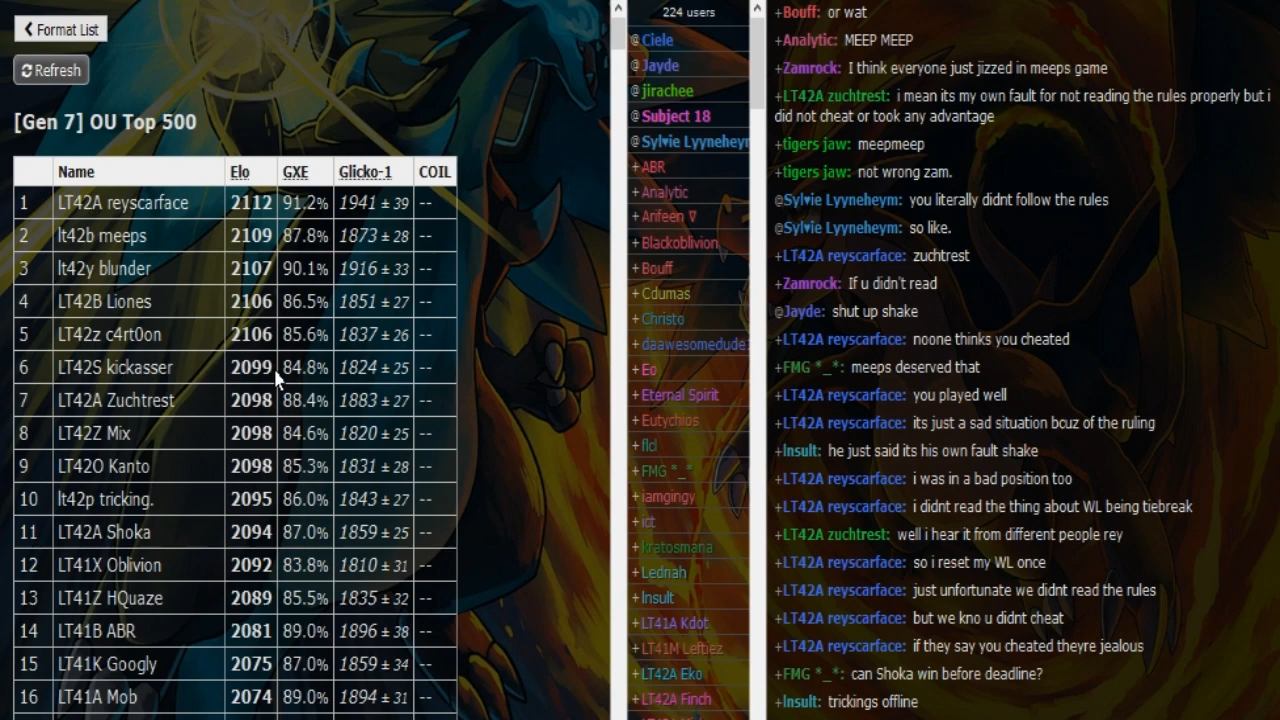 Format List
Refresh
[Gen 7] OU Top 500
Name Elo GXE Glicko-1 COIL
1 LT42A reyscarface 2112 91.2% 1941 ± 39 --
2 lt42b meeps 2109 87.8% 1873 ± 28 --
3 lt42y blunder 2107 90.1% 1916 ± 33 --
4 LT42B Liones 2106 86.5% 1851 ± 27 --
5 LT42z c4rt0on 2106 85.6% 1837 ± 26 --
6 LT42S kickasser 2099 84.8% 1824 ± 25 --
7 LT42A Zuchtrest 2098 88.4% 1883 ± 27 --
8 LT42Z Mix 2098 84.6% 1820 ± 25 --
9 LT42O Kanto 2098 85.3% 1831 ± 28 --
10 lt42p tricking. 2095 86.0% 1843 ± 27 --
11 LT42A Shoka 2094 87.0% 1859 ± 25 --
12 LT41X Oblivion 2092 83.8% 1810 ± 31 --
13 LT41Z HQuaze 2089 85.5% 1835 ± 32 --
14 LT41B ABR 2081 89.0% 1896 ± 38 --
15 LT41K Googly 2075 87.0% 1859 ± 34 --
16 LT41A Mob 2074 89.0% 1894 ± 31 --
224 users
@Ciele
@Jayde
@jirachee
@Subject 18
@Sylv♥ie Lyyneheyr
+ABR
+Analytic
+Arifeen ∇
+Blackoblivion
+Bouff
+Cdumas
+Christo
+daawesomedude
+Eo
+Eternal Spirit
+Eutychios
+flcl
+FMG *_*
+iamgingy
+ict
+kratosmana
+Lednah
+Insult
+LT41A Kdot
+LT41M Leftiez
+LT42A Eko
+LT42A Finch
+Bouff: or wat
+Analytic: MEEP MEEP
+Zamrock: I think everyone just jizzed in meeps game
+LT42A zuchtrest: i mean its my own fault for not reading the rules properly but i
did not cheat or took any advantage
+tigers jaw: meepmeep
+tigers jaw: not wrong zam.
@Sylv♥ie Lyyneheym: you literally didnt follow the rules
@Sylv♥ie Lyyneheym: so like.
+LT42A reyscarface: zuchtrest
+Zamrock: If u didn't read
@Jayde: shut up shake
+LT42A reyscarface: noone thinks you cheated
+FMG *_*: meeps deserved that
+LT42A reyscarface: you played well
+LT42A reyscarface: its just a sad situation bouz of the ruling
+Insult: he just said its his own fault shake
+LT42A reyscarface: i was in a bad position too
+LT42A reyscarface: i didnt read the thing about WL being tiebreak
+LT42A zuchtrest: well i hear it from different people rey
+LT42A reyscarface: so i reset my WL once
+LT42A reyscarface: just unfortunate we didnt read the rules
+LT42A reyscarface: but we kno u didnt cheat
+LT42A reyscarface: if they say you cheated theyre jealous
+FMG *_*: can Shoka win before deadline?
+Insult: trickings offline